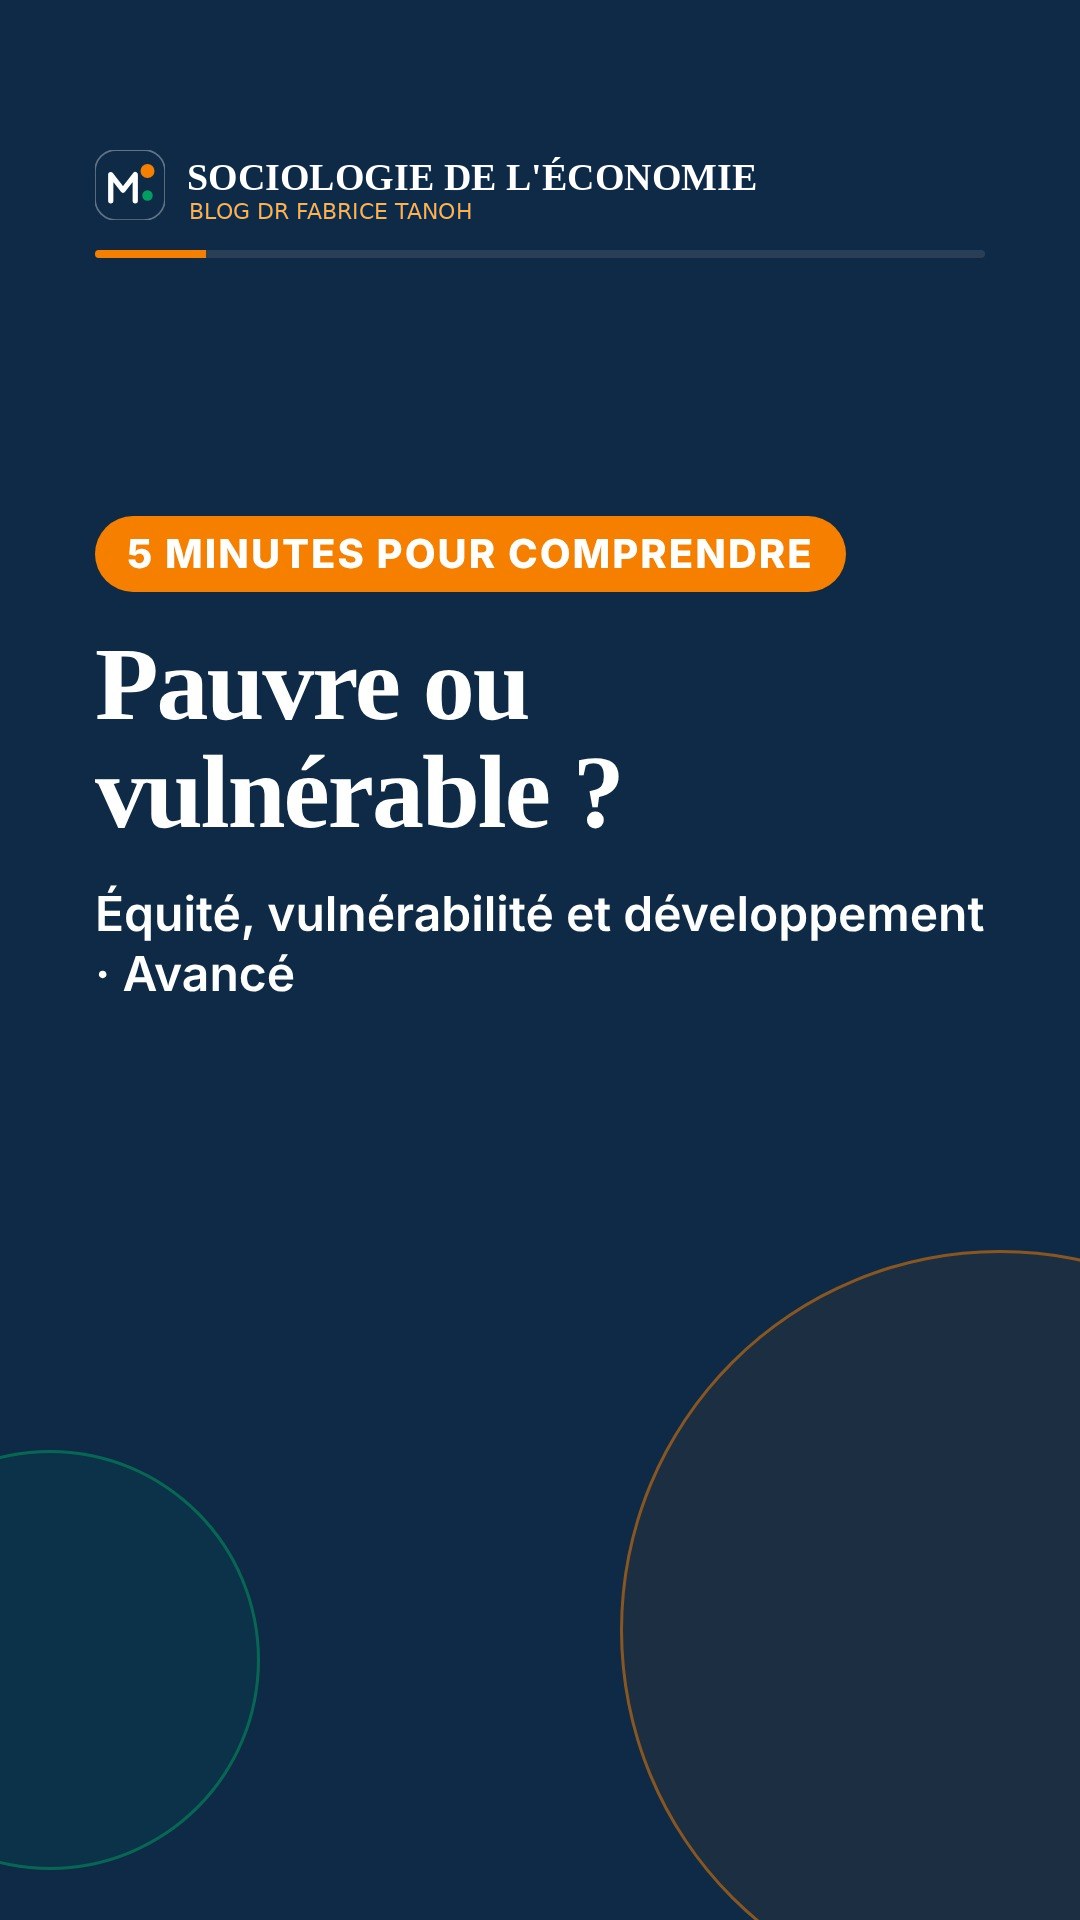 M
SOCIOLOGIE DE L'ÉCONOMIE
BLOG DR FABRICE TANOH
5 MINUTES POUR COMPRENDRE
Pauvre ou
vulnérable ?
Équité, vulnérabilité et développement
· Avancé